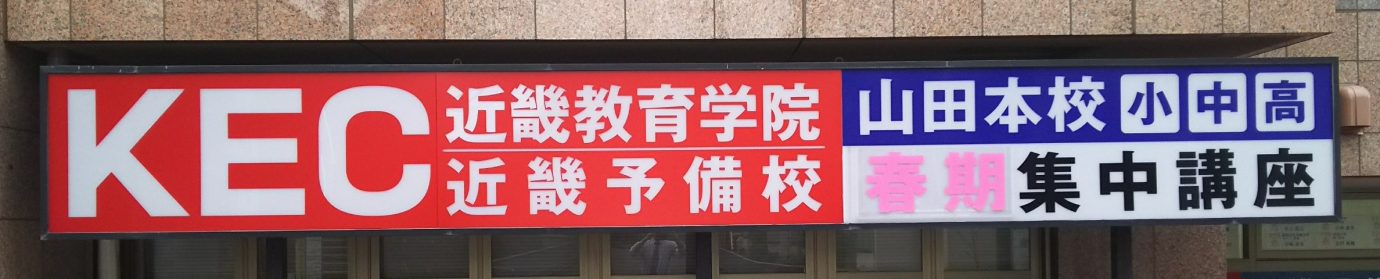 KEC
近畿教育学院
近畿予備校
山田本校 小 中 高
春期集中講座